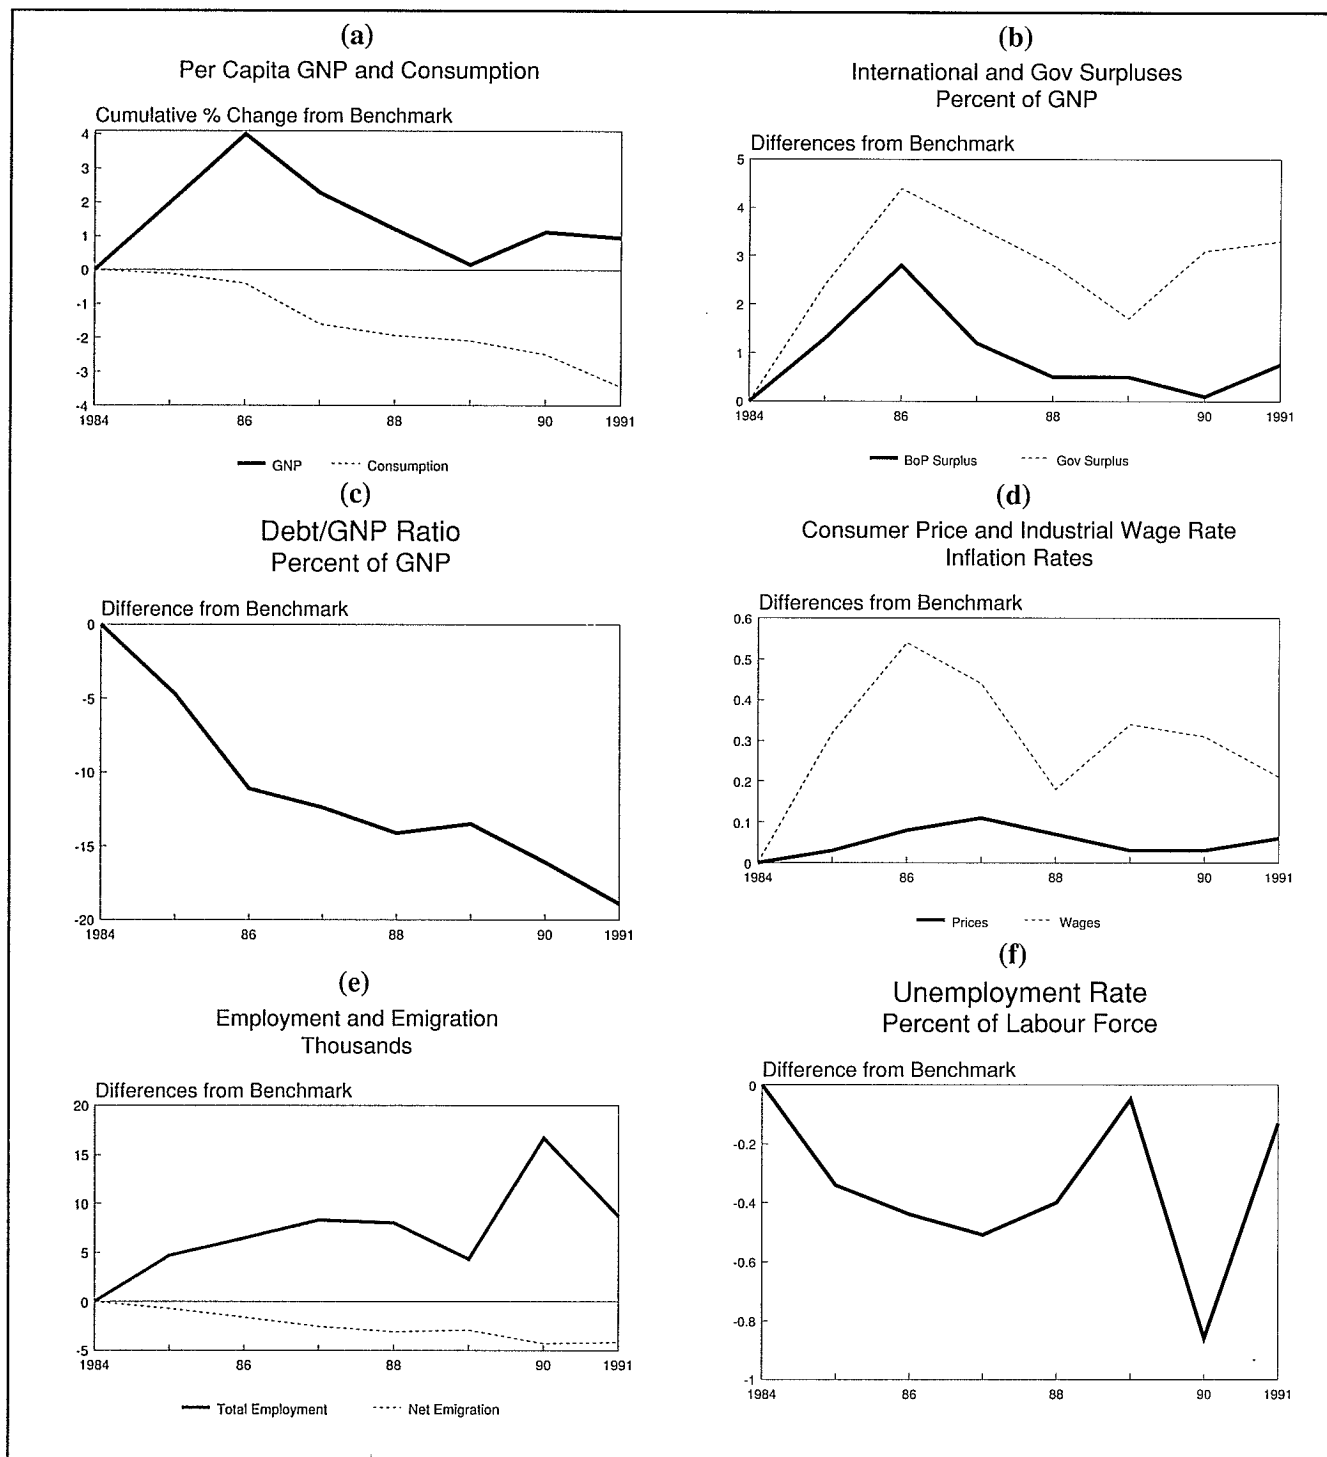 (a)
Per Capita GNP and Consumption
Cumulative % Change from Benchmark
4
3
2
1
0
-1
-2
-3
-4
1984 86 88 90 1991
GNP Consumption
(b)
International and Gov Surpluses
Percent of GNP
Differences from Benchmark
5
4
3
2
1
0
1984 86 88 90 1991
BoP Surplus Gov Surplus
(c)
Debt/GNP Ratio
Percent of GNP
Difference from Benchmark
0
-5
-10
-15
-20
1984 86 88 90 1991
(d)
Consumer Price and Industrial Wage Rate
Inflation Rates
Differences from Benchmark
0.6
0.5
0.4
0.3
0.2
0.1
0
1984 86 88 90 1991
Prices Wages
(e)
Employment and Emigration
Thousands
Differences from Benchmark
20
15
10
5
0
-5
1984 86 88 90 1991
Total Employment Net Emigration
(f)
Unemployment Rate
Percent of Labour Force
Difference from Benchmark
0
-0.2
-0.4
-0.6
-0.8
-1
1984 86 88 90 1991